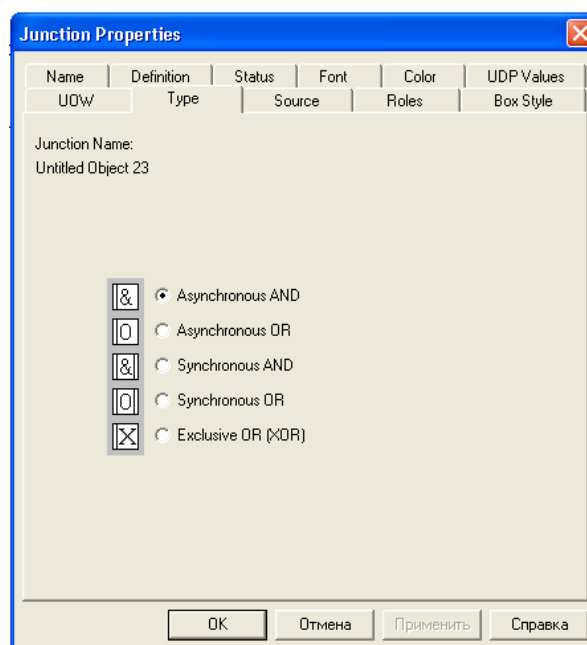 Junction Properties
Name Definition Status Font Color UDP Values
UOW Type Source Roles Box Style
Junction Name:
Untitled Object 23
& Asynchronous AND
O Asynchronous OR
& Synchronous AND
O Synchronous OR
X Exclusive OR (XOR)
OK Отмена Применить Справка